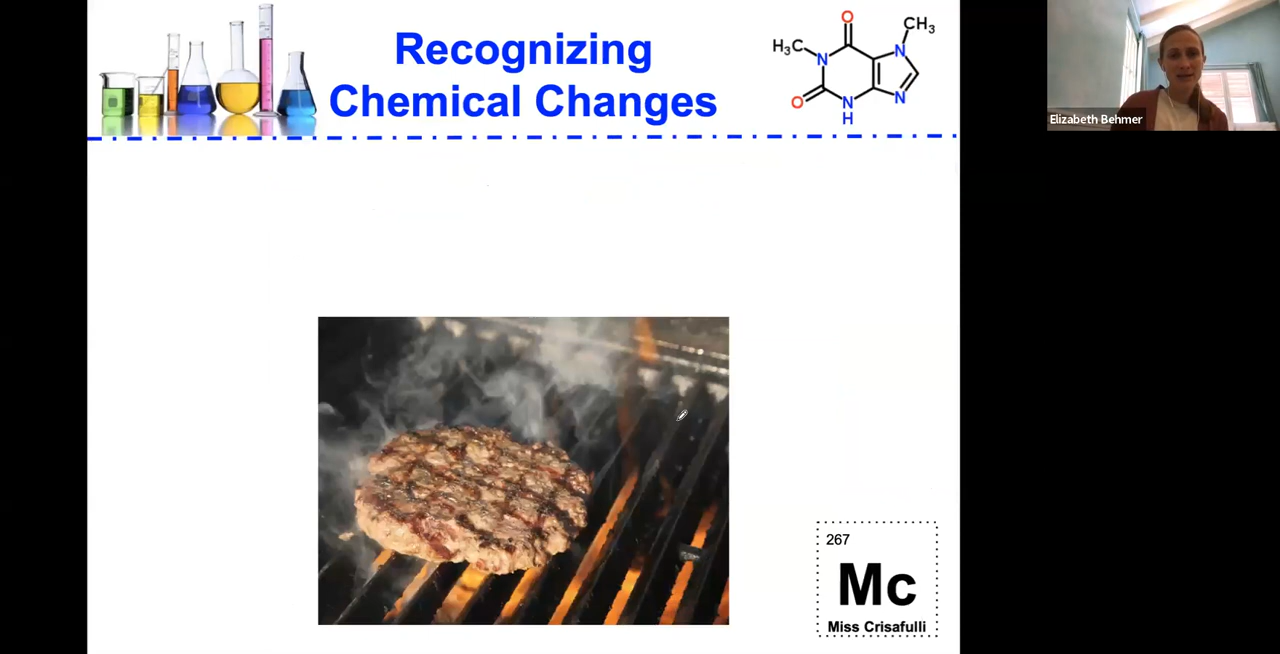 Recognizing
Chemical Changes
O
CH₃
H₃C
N
N
O
N
H
N
Elizabeth Behmer
267
Mc
Miss Crisafulli